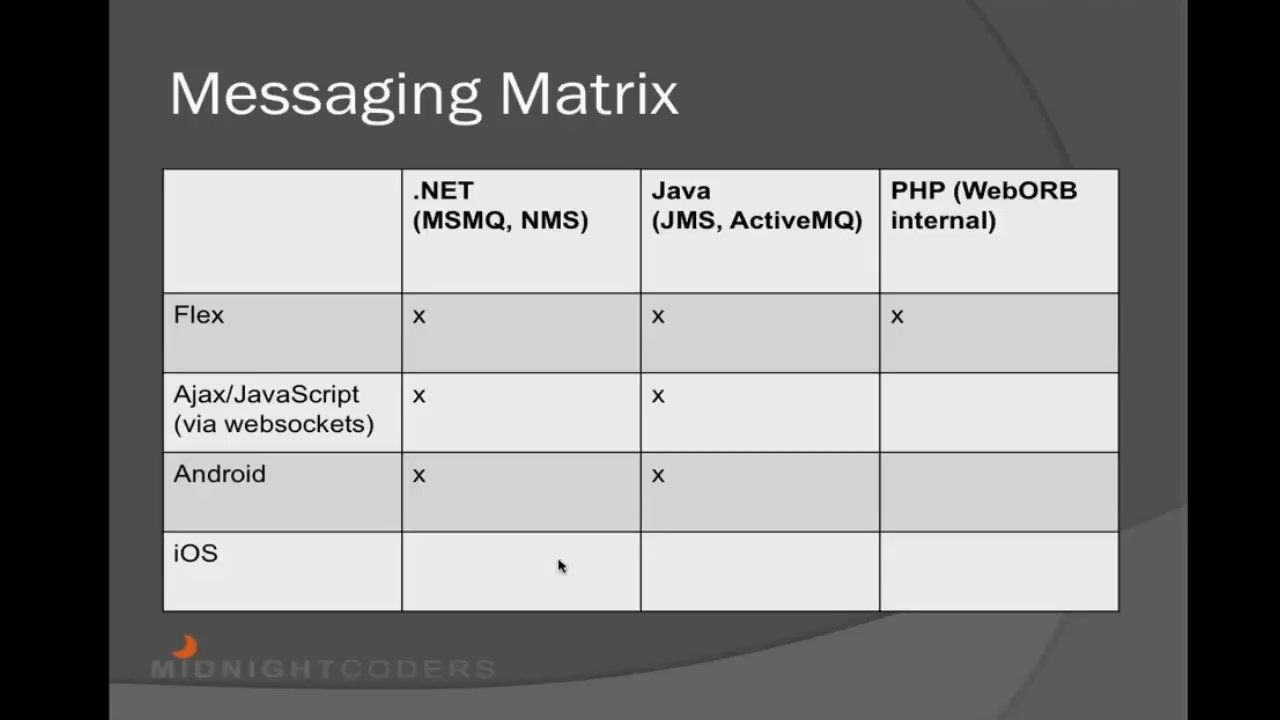 Messaging Matrix
.NET
(MSMQ, NMS)
Java
(JMS, ActiveMQ)
PHP (WebORB
internal)
Flex
x
x
x
Ajax/JavaScript
(via websockets)
x
x
Android
x
x
iOS
MIDNIGHTCODERS